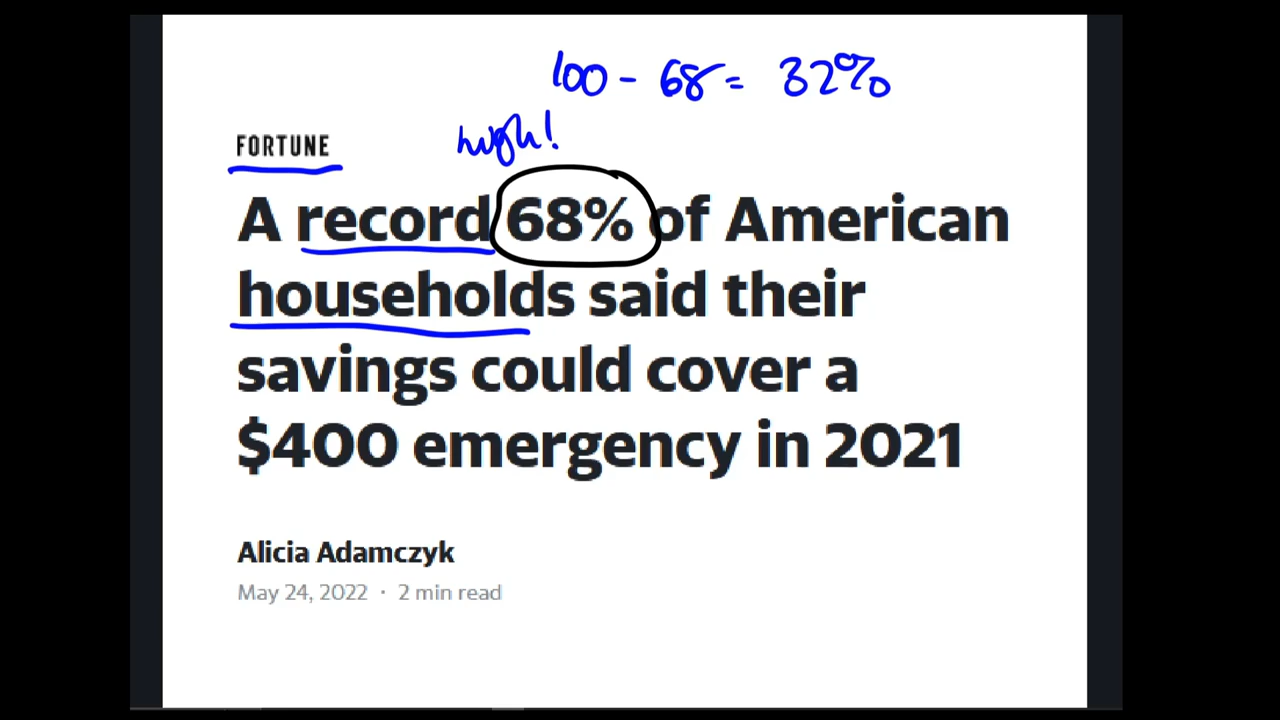 100 - 68 = 32%
high!
FORTUNE
A record 68% of American
households said their
savings could cover a
$400 emergency in 2021
Alicia Adamczyk
May 24, 2022 · 2 min read